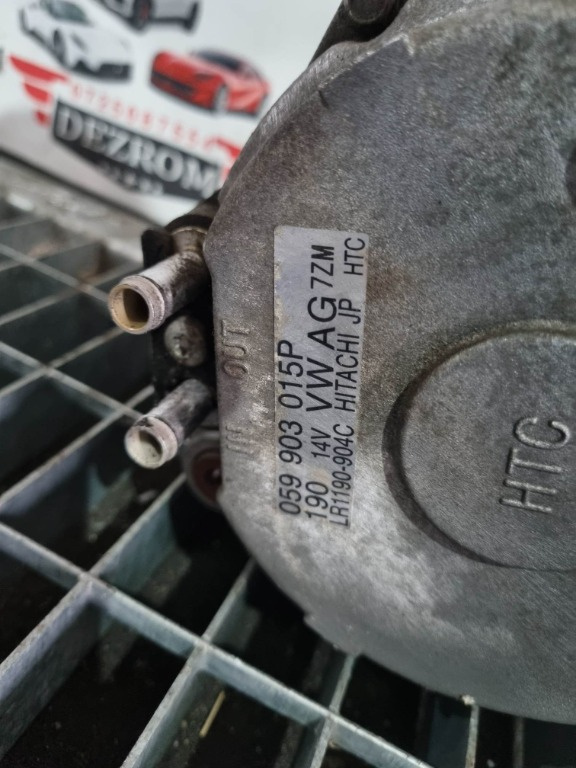 DEZROM
OUT
IN
059 903 015P
190 14V VW AG 7ZM
LR1190-904C HITACHI JP HTC
HTC